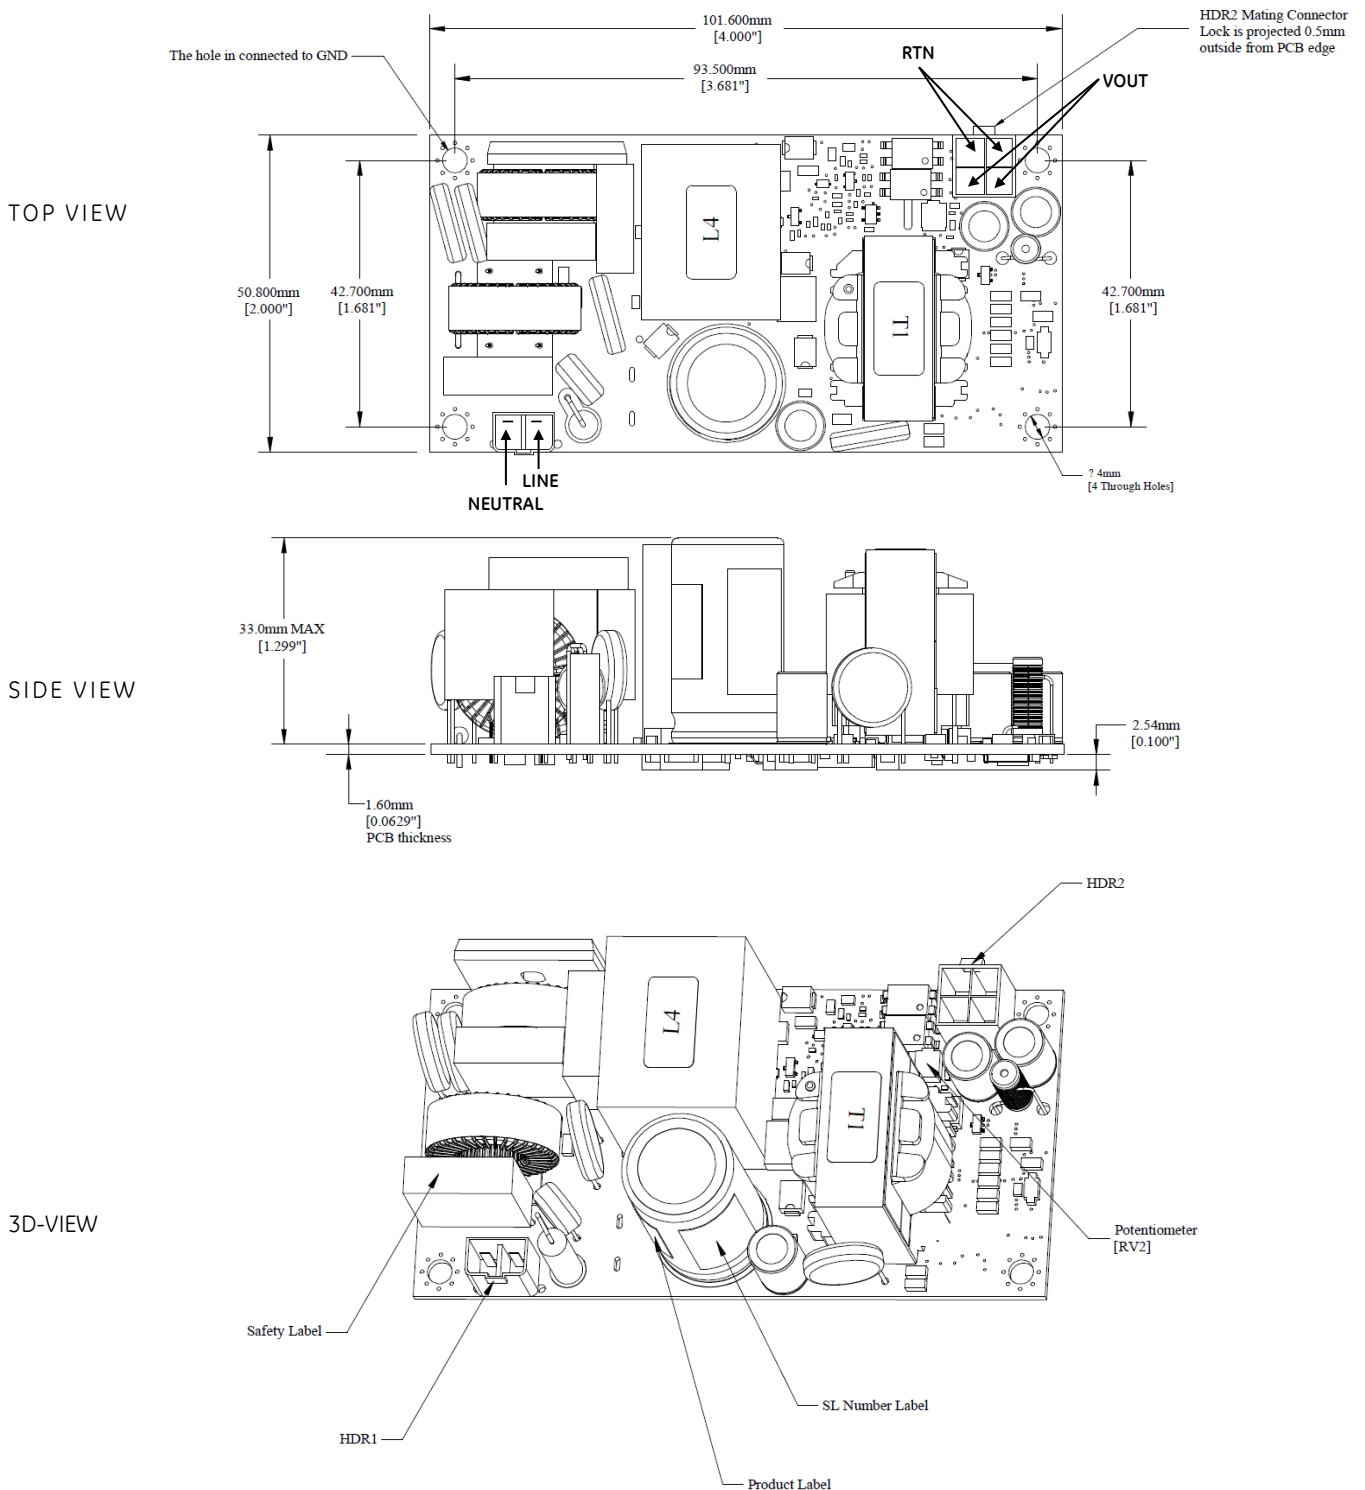 101.600mm
[4.000"]
HDR2 Mating Connector
Lock is projected 0.5mm
outside from PCB edge
The hole in connected to GND
93.500mm
[3.681"]
RTN
VOUT
TOP VIEW
L4
50.800mm
[2.000"]
42.700mm
[1.681"]
T1
42.700mm
[1.681"]
LINE
NEUTRAL
? 4mm
[4 Through Holes]
33.0mm MAX
[1.299"]
SIDE VIEW
2.54mm
[0.100"]
1.60mm
[0.0629"]
PCB thickness
HDR2
L4
T1
3D-VIEW
Potentiometer
[RV2]
Safety Label
SL Number Label
HDR1
Product Label